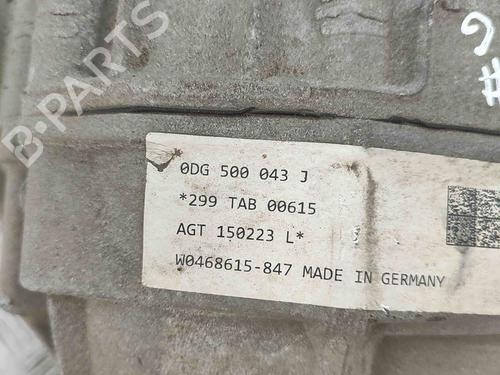 B-PARTS
G
#
0DG 500 043 J
*299 TAB 00615
AGT 150223 L*
W0468615-847 MADE IN GERMANY